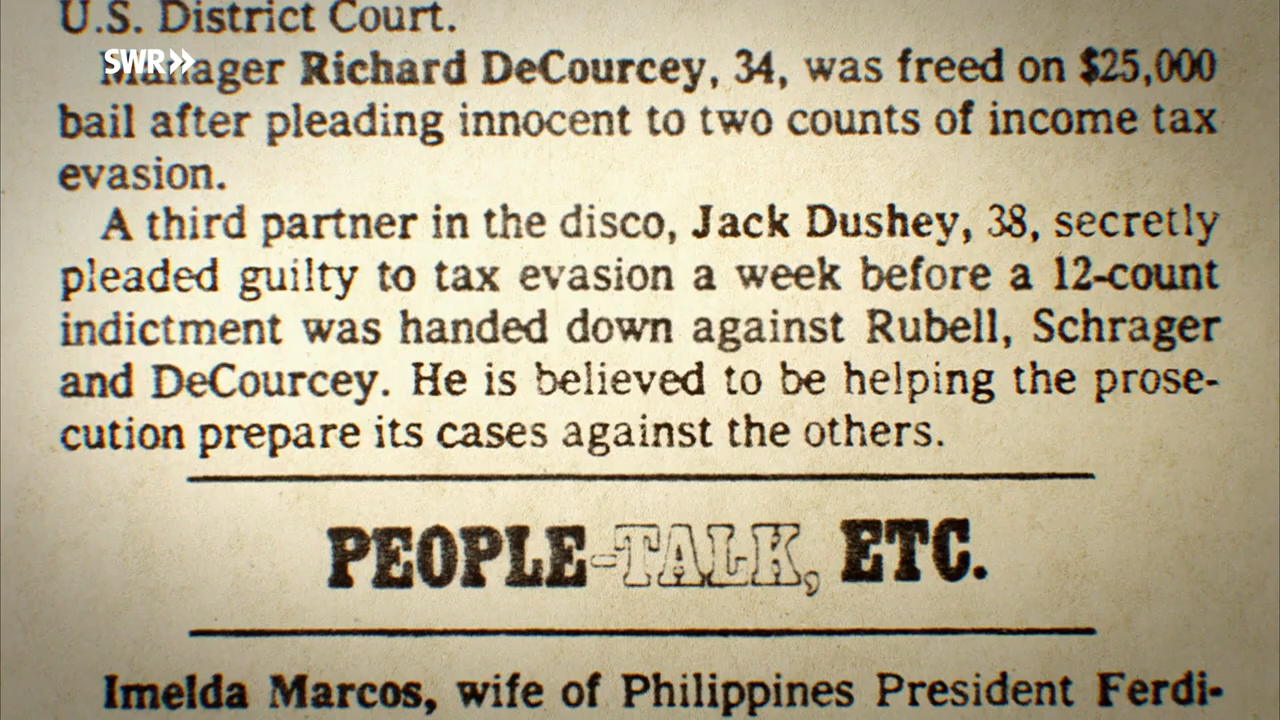 U.S. District Court.
SWR»
Manager Richard DeCourcey, 34, was freed on $25,000
bail after pleading innocent to two counts of income tax
evasion.
A third partner in the disco, Jack Dushey, 38, secretly
pleaded guilty to tax evasion a week before a 12-count
indictment was handed down against Rubell, Schrager
and DeCourcey. He is believed to be helping the prose-
cution prepare its cases against the others.
PEOPLE-TALK, ETC.
Imelda Marcos, wife of Philippines President Ferdi-